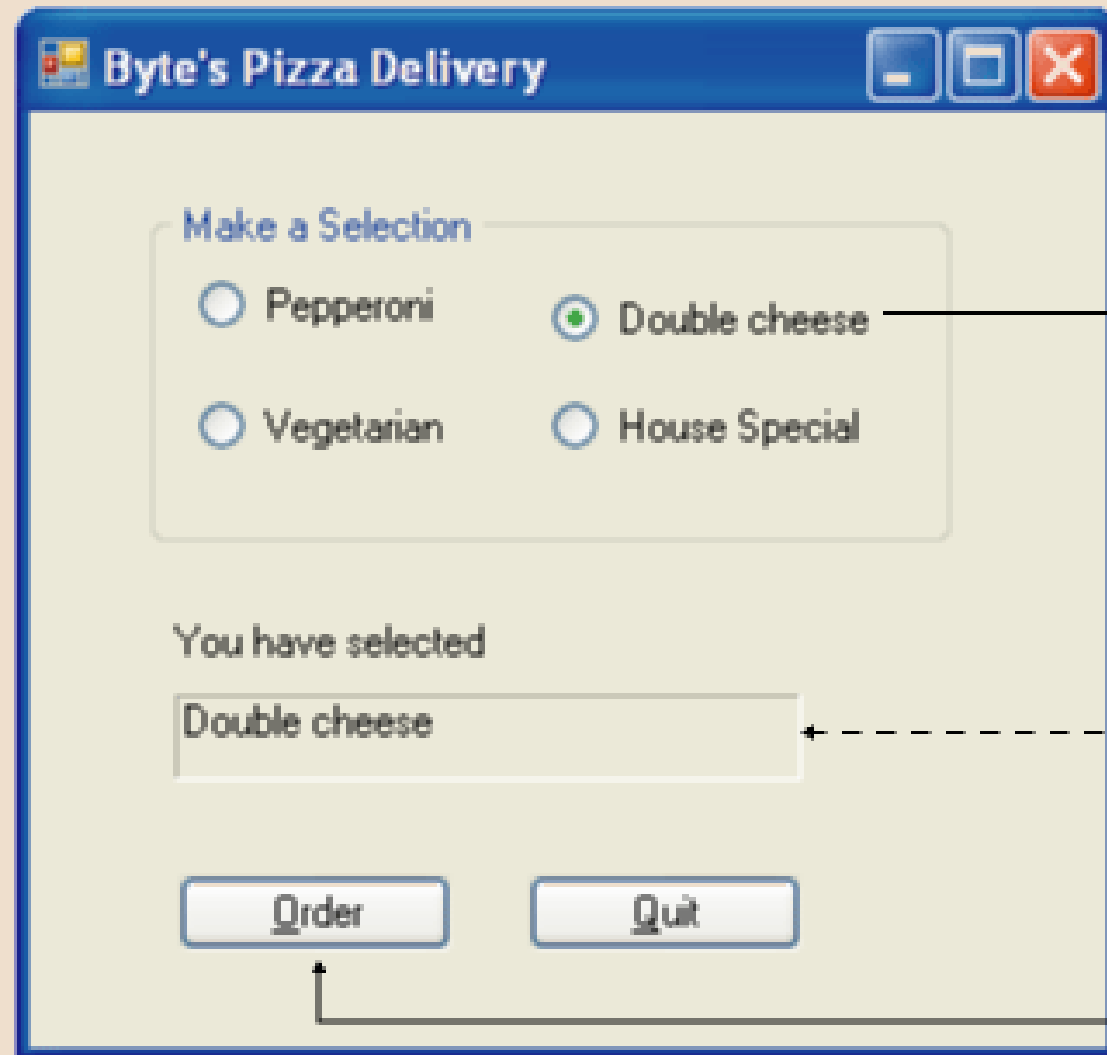 Byte's Pizza Delivery
Make a Selection
Pepperoni
Double cheese
Vegetarian
House Special
You have selected
Double cheese
Order
Quit